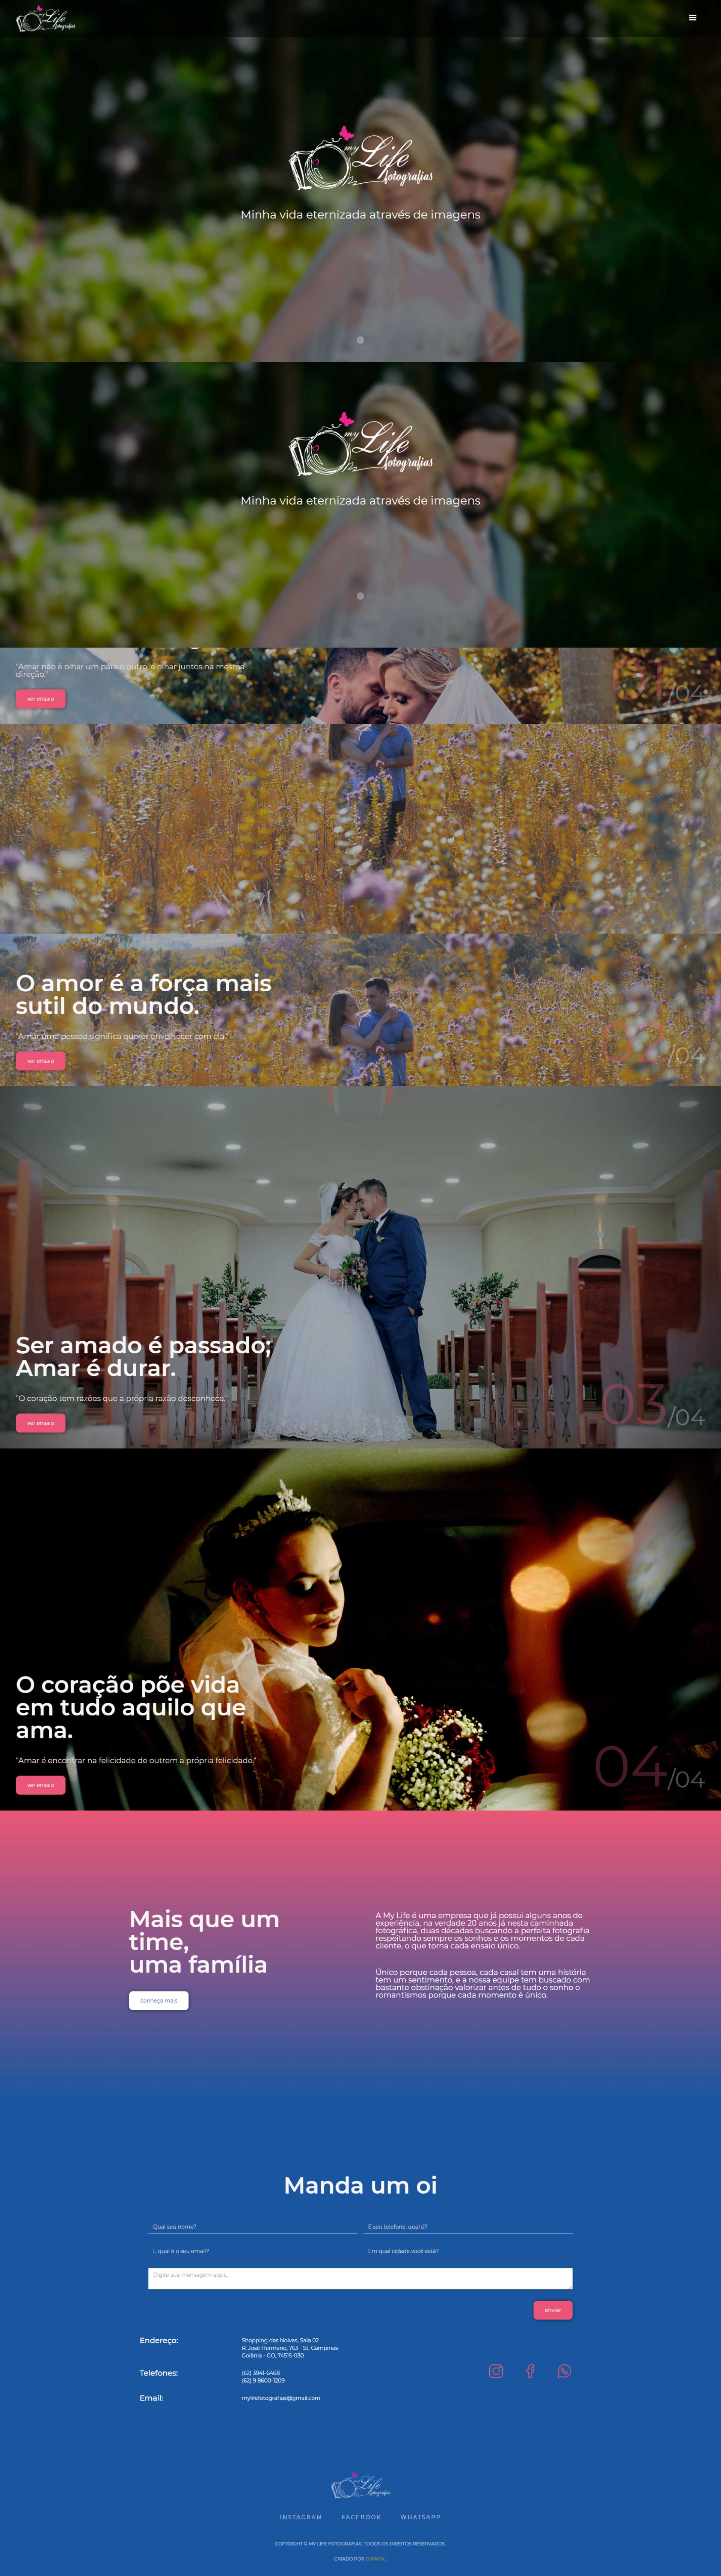 my Life
fotografias
my Life
fotografias
Minha vida eternizada através de imagens
my Life
fotografias
Minha vida eternizada através de imagens
"Amar não é olhar um para o outro, é olhar juntos na mesma
direção."
ver ensaio
/04
O amor é a força mais
sutil do mundo.
"Amar uma pessoa significa querer envelhecer com ela."
ver ensaio
/04
Ser amado é passado;
Amar é durar.
"O coração tem razões que a própria razão desconhece."
ver ensaio
03/04
O coração põe vida
em tudo aquilo que
ama.
"Amar é encontrar na felicidade de outrem a própria felicidade."
ver ensaio
04/04
Mais que um
time,
uma família
conheça mais
A My Life é uma empresa que já possui alguns anos de
experiência, na verdade 20 anos já nesta caminhada
fotográfica, duas décadas buscando a perfeita fotografia
respeitando sempre os sonhos e os momentos de cada
cliente, o que torna cada ensaio único.
Único porque cada pessoa, cada casal tem uma história
tem um sentimento, e a nossa equipe tem buscado com
bastante obstinação valorizar antes de tudo o sonho o
romantismos porque cada momento é único.
Manda um oi
Qual seu nome?
E seu telefone, qual é?
E qual é o seu email?
Em qual cidade você está?
Digite sua mensagem aqui...
enviar
Endereço:
Shopping das Noivas, Sala 02
R. José Hermano, 763 - St. Campinas
Goiânia - GO, 74515-030
Telefones:
(62) 3941-6468
(62) 9 8600-1209
Email:
mylifefotografias@gmail.com
my Life
fotografias
INSTAGRAM
FACEBOOK
WHATSAPP
COPYRIGHT © MY LIFE FOTOGRAFIAS. TODOS OS DIREITOS RESERVADOS.
CRIADO POR